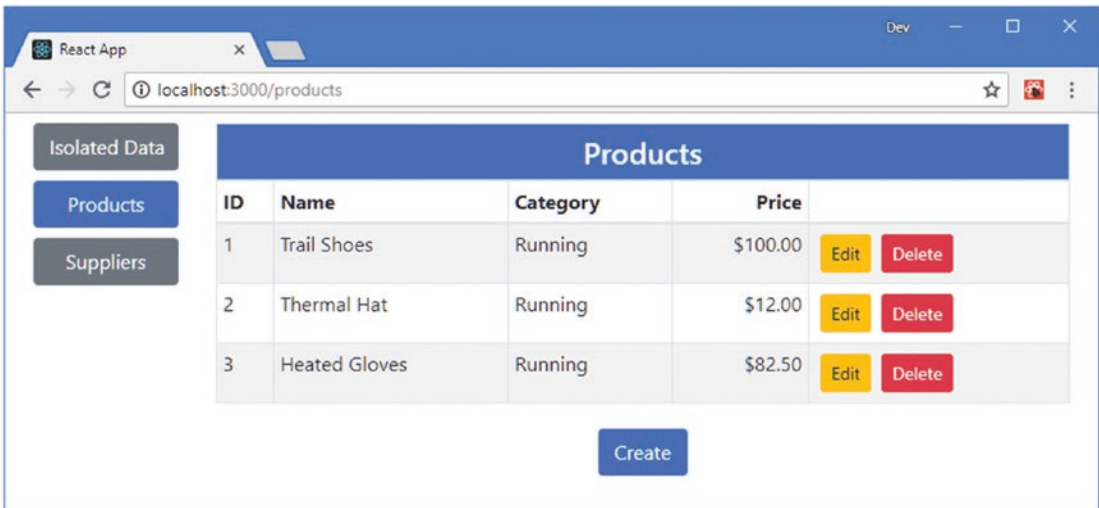 Dev
React App
localhost:3000/products
Isolated Data
Products
Suppliers
Products
ID Name Category Price
1 Trail Shoes Running $100.00 Edit Delete
2 Thermal Hat Running $12.00 Edit Delete
3 Heated Gloves Running $82.50 Edit Delete
Create